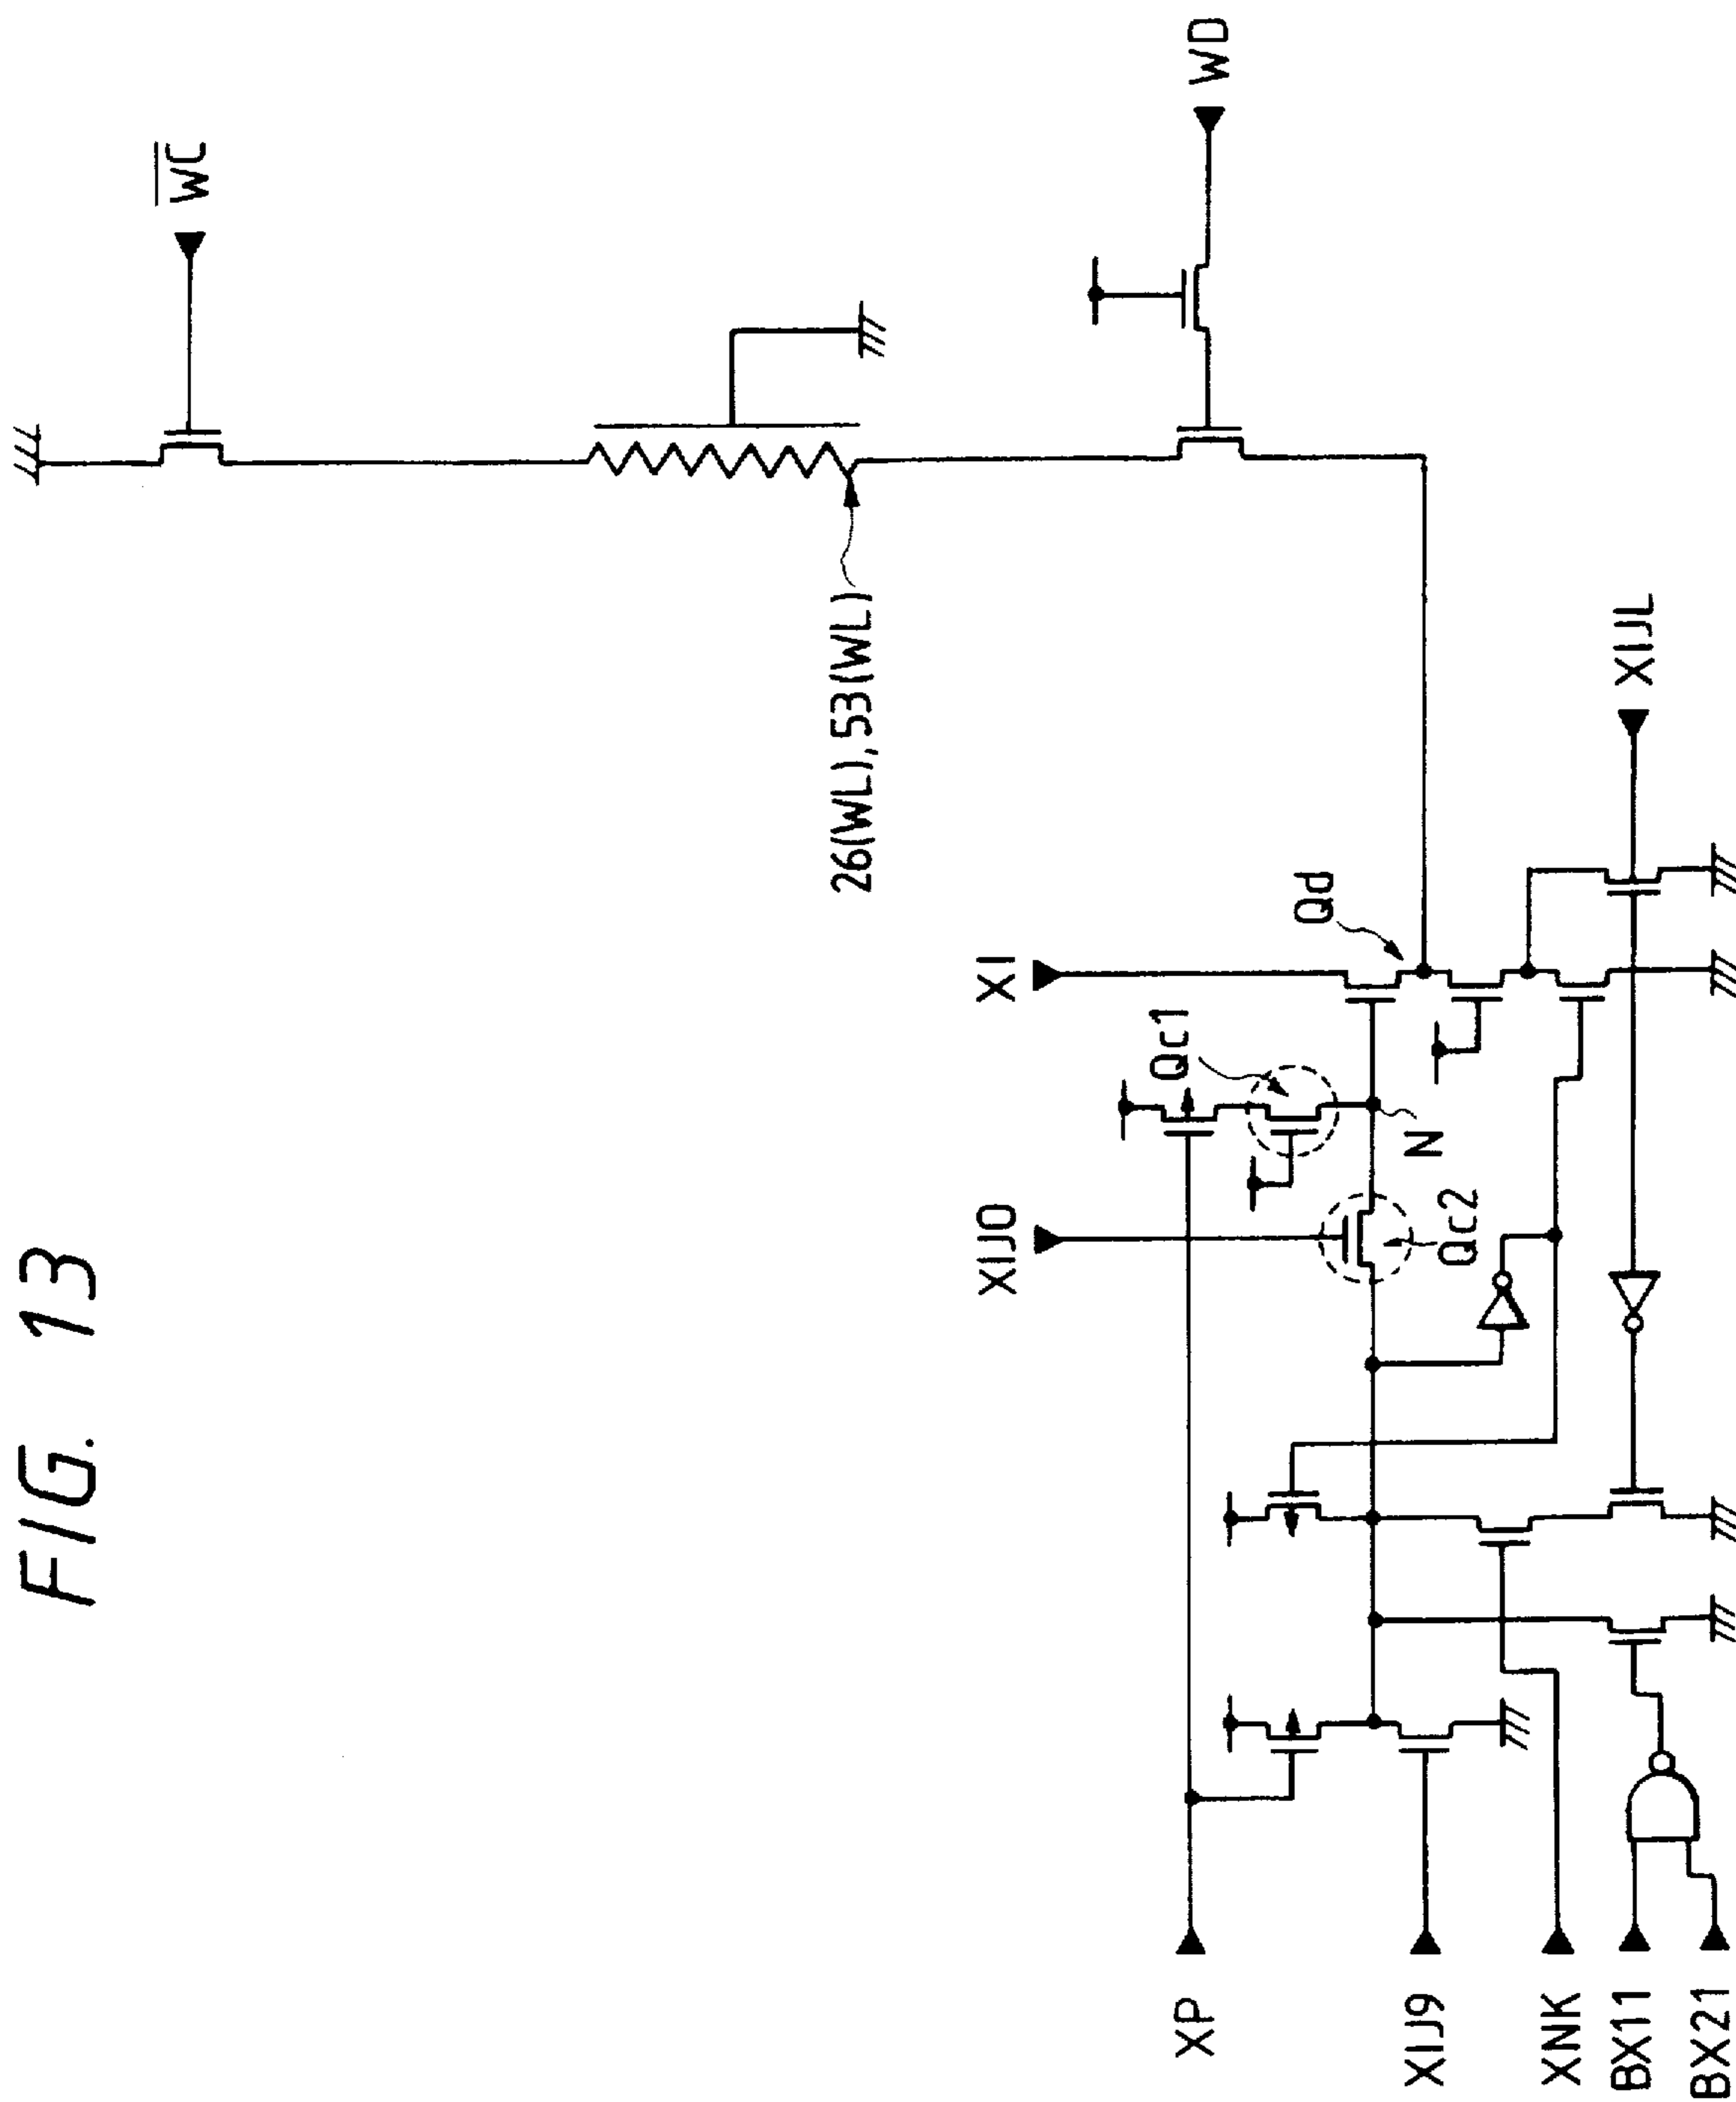 FIG. 13
XP
XIJ9
XNK
BX11
BX21
XIJ0
Qc2
Qc1
N
XI
Qd
XIJL
26(WL), 53(WL)
WC
WD